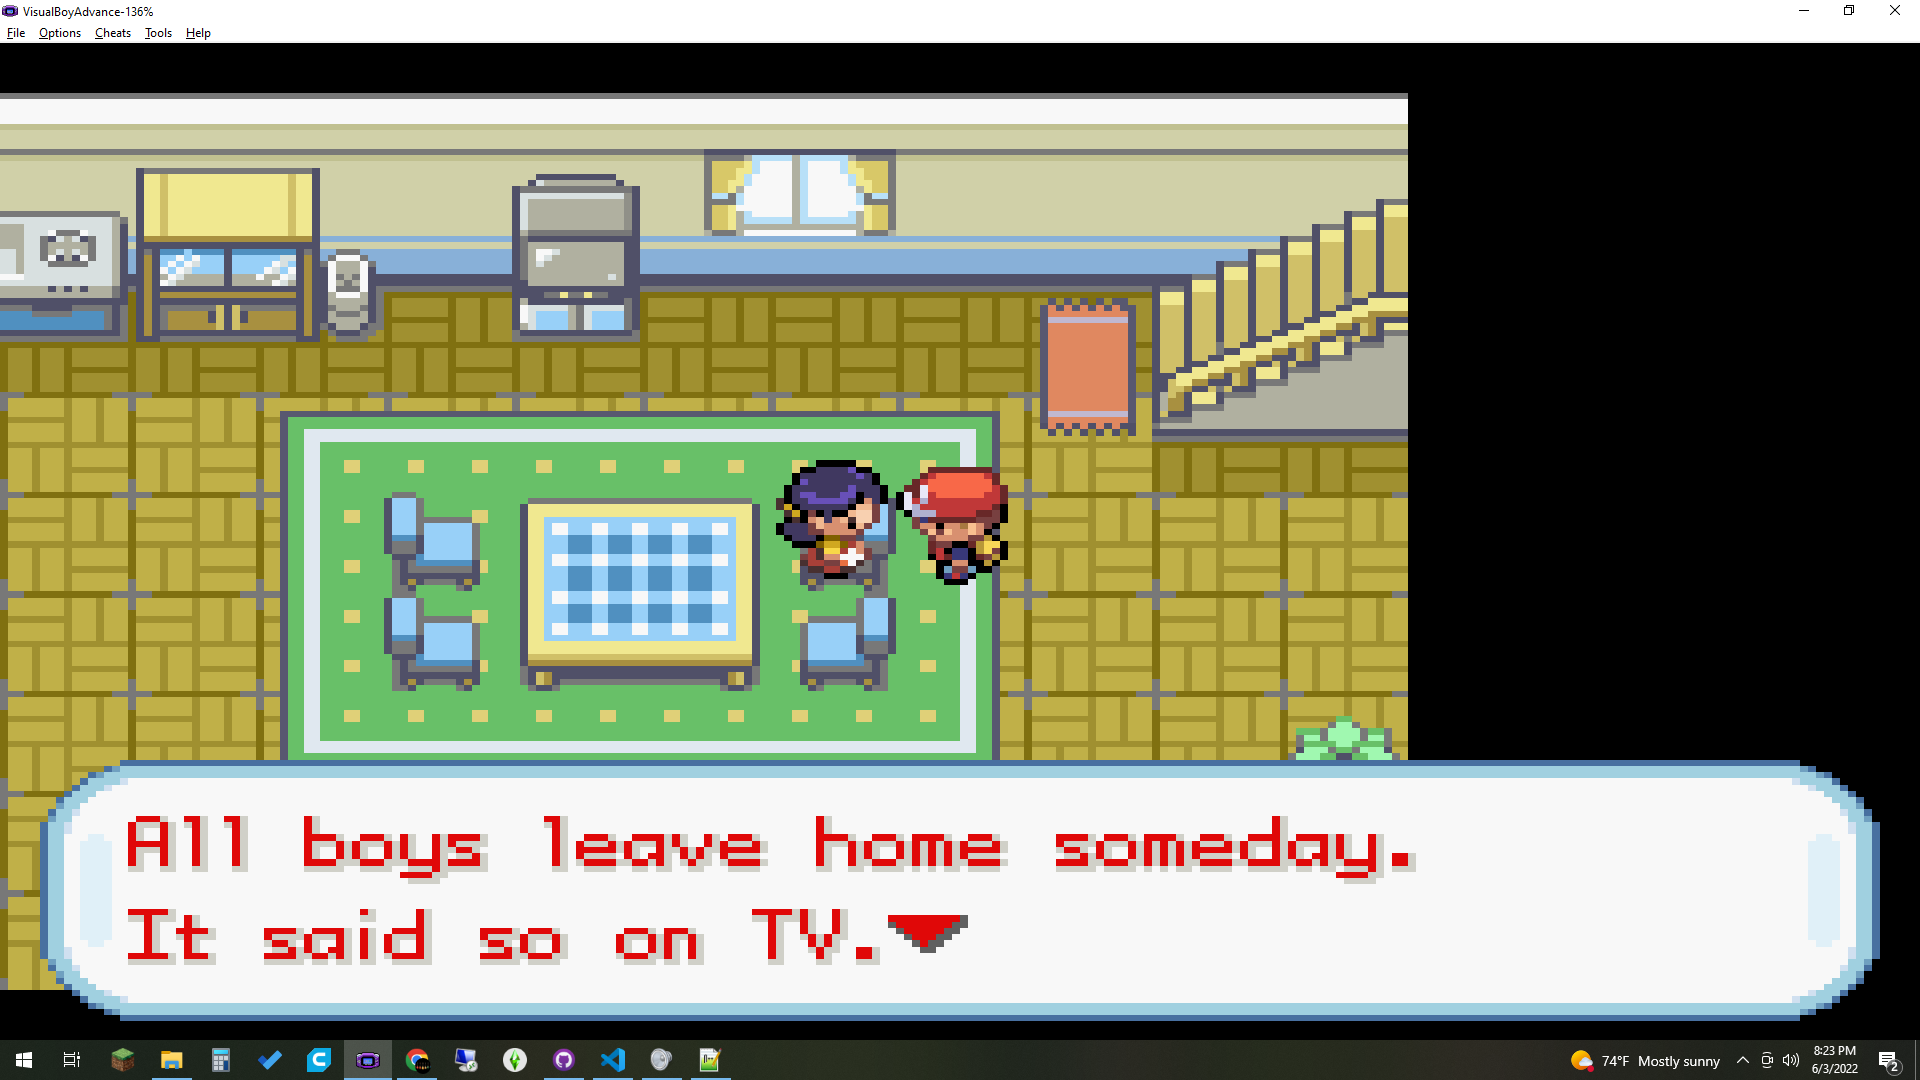 VisualBoyAdvance-136%
File Options Cheats Tools Help
All boys leave home someday.
It said so on TV.
74°F Mostly sunny
8:23 PM
6/3/2022
2